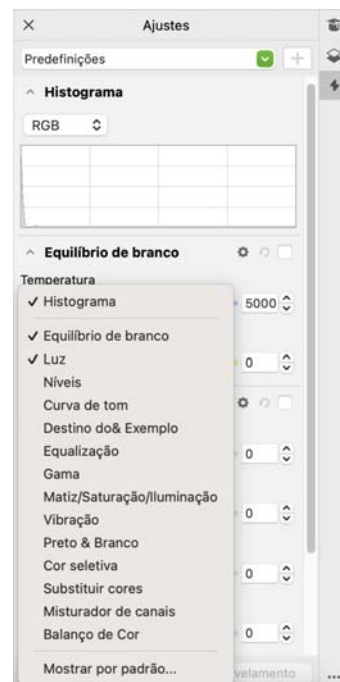 Ajustes
Predefinições
Histograma
RGB
Equilíbrio de branco
Temperatura
5000
✓ Histograma
✓ Equilíbrio de branco
✓ Luz
0
Níveis
Curva de tom
Destino do& Exemplo
Equalização
0
Gama
Matiz/Saturação/Iluminação
Vibração
0
Preto & Branco
Cor seletiva
0
Substituir cores
Misturador de canais
Balanço de Cor
0
Mostrar por padrão...
velamento